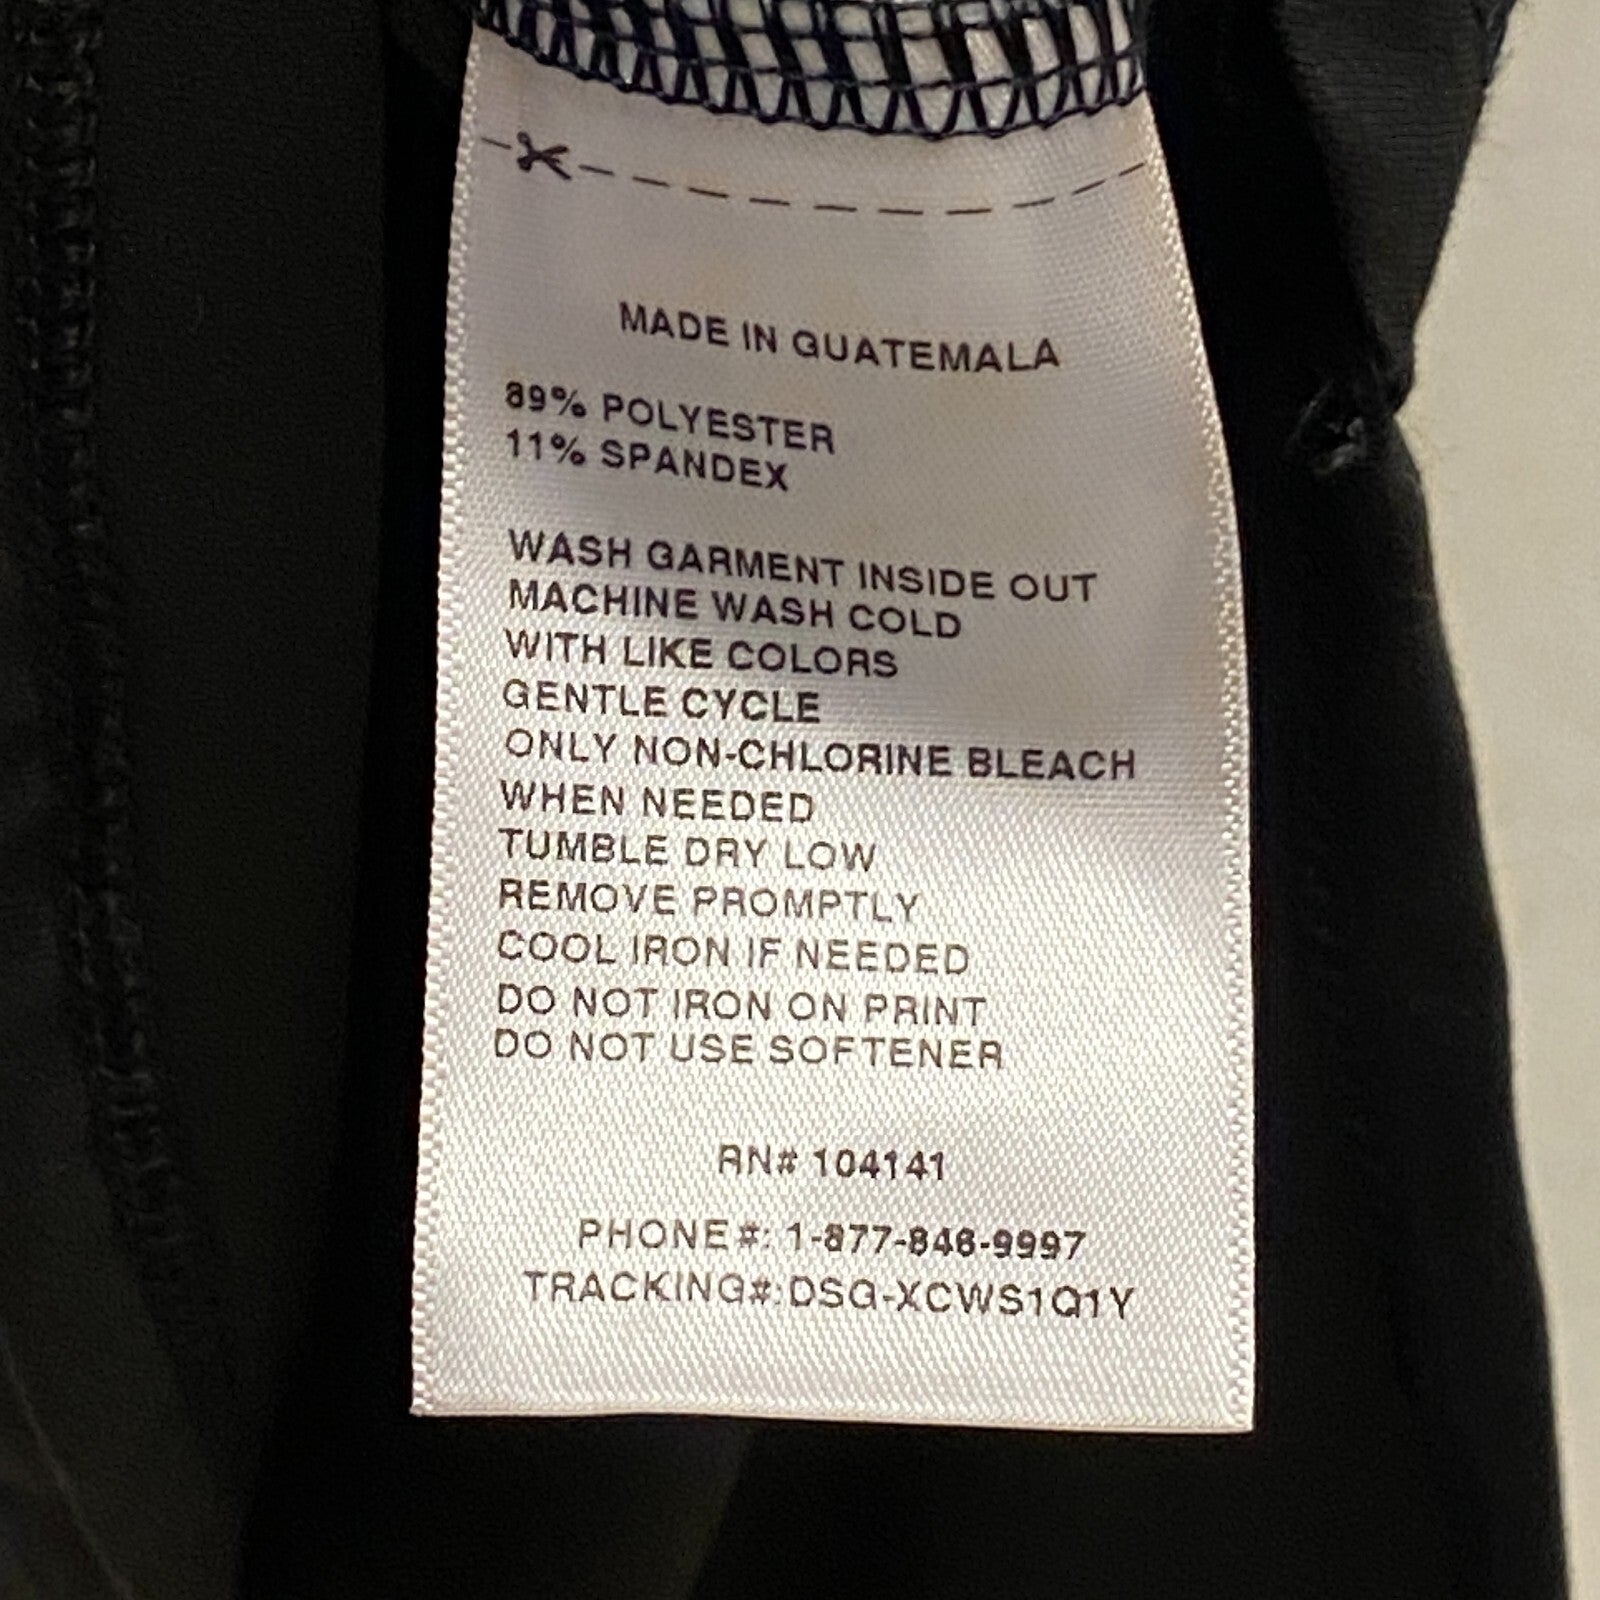 MADE IN GUATEMALA
89% POLYESTER
11% SPANDEX
WASH GARMENT INSIDE OUT
MACHINE WASH COLD
WITH LIKE COLORS
GENTLE CYCLE
ONLY NON-CHLORINE BLEACH
WHEN NEEDED
TUMBLE DRY LOW
REMOVE PROMPTLY
COOL IRON IF NEEDED
DO NOT IRON ON PRINT
DO NOT USE SOFTENER
RN# 104141
PHONE#: 1-877-846-9997
TRACKING#:DSG-XCWS1Q1Y